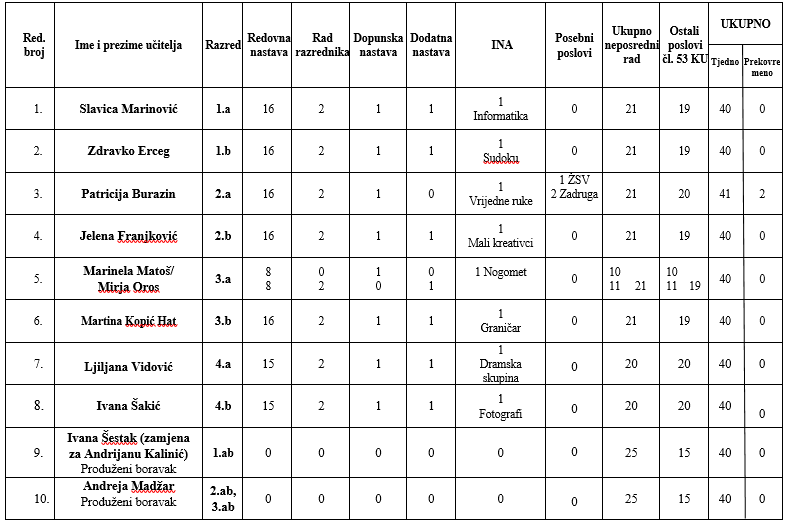 Red. broj | Ime i prezime učitelja | Razred | Redovna nastava | Rad razrednika | Dopunska nastava | Dodatna nastava | INA | Posebni poslovi | Ukupno neposredni rad | Ostali poslovi čl. 53 KU | UKUPNO
Tjedno | Prekovre meno
1. | Slavica Marinović | 1.a | 16 | 2 | 1 | 1 | 1 Informatika | 0 | 21 | 19 | 40 | 0
2. | Zdravko Erceg | 1.b | 16 | 2 | 1 | 1 | 1 Sudoku | 0 | 21 | 19 | 40 | 0
3. | Patricija Burazin | 2.a | 16 | 2 | 1 | 0 | 1 Vrijedne ruke | 1 ŽSV 2 Zadruga | 21 | 20 | 41 | 2
4. | Jelena Franjković | 2.b | 16 | 2 | 1 | 1 | 1 Mali kreativci | 0 | 21 | 19 | 40 | 0
5. | Marinela Matoš/ Mirja Oros | 3.a | 8 8 | 0 2 | 1 0 | 0 1 | 1 Nogomet | 0 | 10 11 21 | 10 11 19 | 40 | 0
6. | Martina Kopić Hat | 3.b | 16 | 2 | 1 | 1 | 1 Graničar | 0 | 21 | 19 | 40 | 0
7. | Ljiljana Vidović | 4.a | 15 | 2 | 1 | 1 | 1 Dramska skupina | 0 | 20 | 20 | 40 | 0
8. | Ivana Šakić | 4.b | 15 | 2 | 1 | 1 | 1 Fotografi | 0 | 20 | 20 | 40 | 0
9. | Ivana Šestak (zamjena za Andrijanu Kalinić) Produženi boravak | 1.ab | 0 | 0 | 0 | 0 | 0 | 0 | 25 | 15 | 40 | 0
10. | Andreja Madžar Produženi boravak | 2.ab, 3.ab | 0 | 0 | 0 | 0 | 0 | 0 | 25 | 15 | 40 | 0